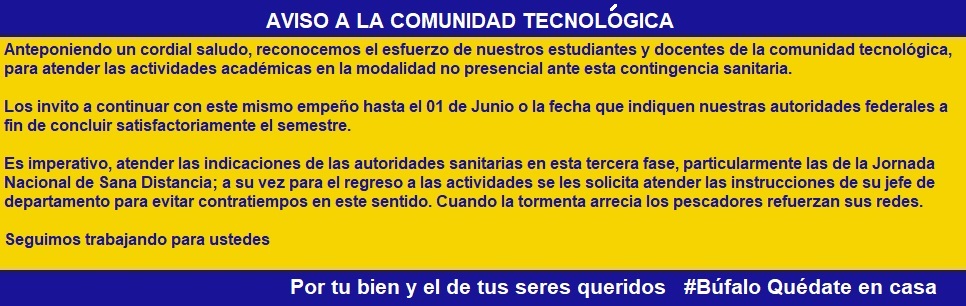 AVISO A LA COMUNIDAD TECNOLÓGICA
Anteponiendo un cordial saludo, reconocemos el esfuerzo de nuestros estudiantes y docentes de la comunidad tecnológica,
para atender las actividades académicas en la modalidad no presencial ante esta contingencia sanitaria.
Los invito a continuar con este mismo empeño hasta el 01 de Junio o la fecha que indiquen nuestras autoridades federales a
fin de concluir satisfactoriamente el semestre.
Es imperativo, atender las indicaciones de las autoridades sanitarias en esta tercera fase, particularmente las de la Jornada
Nacional de Sana Distancia; a su vez para el regreso a las actividades se les solicita atender las instrucciones de su jefe de
departamento para evitar contratiempos en este sentido. Cuando la tormenta arrecia los pescadores refuerzan sus redes.
Seguimos trabajando para ustedes
Por tu bien y el de tus seres queridos #Búfalo Quédate en casa